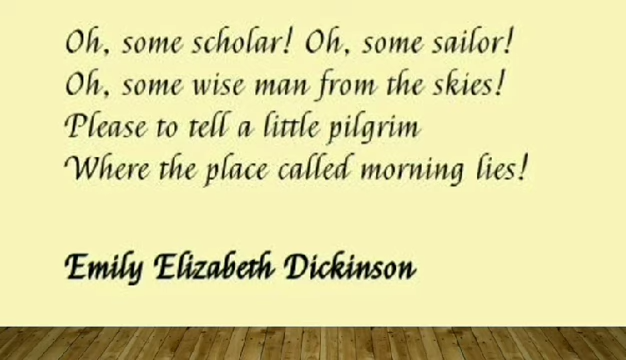 Oh, some scholar! Oh, some sailor!
Oh, some wise man from the skies!
Please to tell a little pilgrim
Where the place called morning lies!
Emily Elizabeth Dickinson